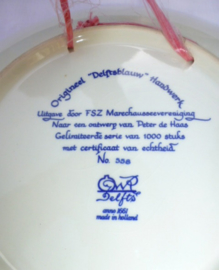 Origineel "Delftsblauw" Handwerk
Uitgave door FSZ Marechausseevereniging
Naar een ontwerp van Peter de Haas
Gelimiteerde serie van 1000 stuks
met certificaat van echtheid.
No. 558
Delfts
made in holland